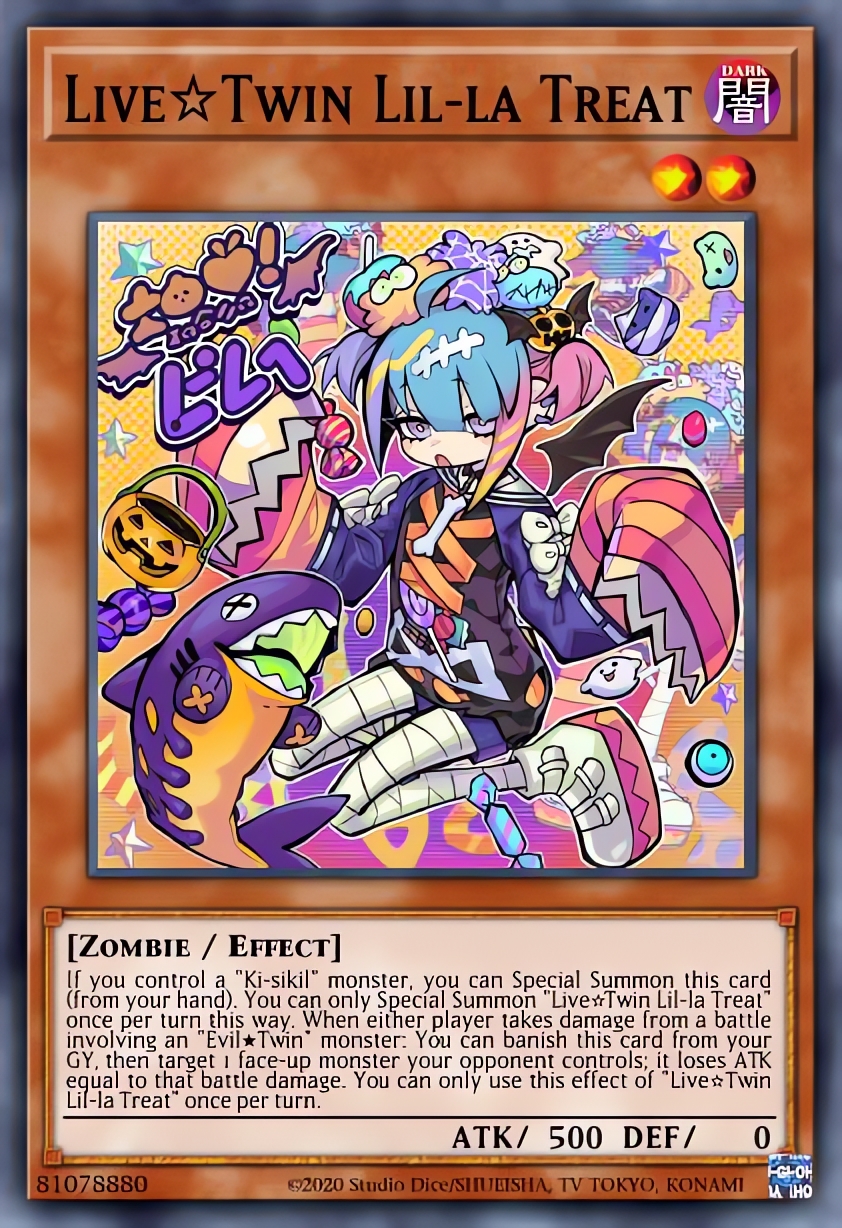 Live☆Twin Lil-la Treat
DARK
闇
ビレへ
[Zombie / Effect]
If you control a "Ki-sikil" monster, you can Special Summon this card
(from your hand). You can only Special Summon "Live☆Twin Lil-la Treat"
once per turn this way. When either player takes damage from a battle
involving an "Evil★Twin" monster: You can banish this card from your
GY, then target 1 face-up monster your opponent controls; it loses ATK
equal to that battle damage. You can only use this effect of "Live☆Twin
Lil-la Treat" once per turn.
ATK/ 500 DEF/ 0
81078880
©2020 Studio Dice/SHUEISHA, TV TOKYO, KONAMI